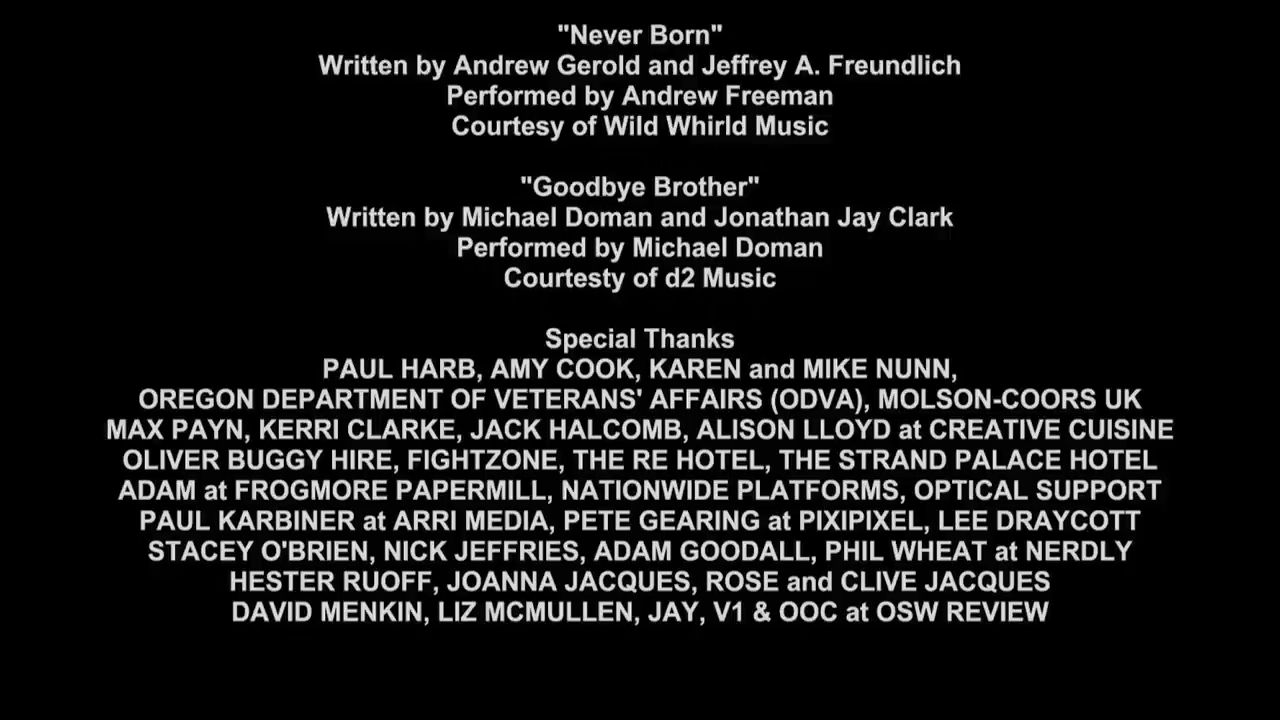 "Never Born"
Written by Andrew Gerold and Jeffrey A. Freundlich
Performed by Andrew Freeman
Courtesy of Wild Whirld Music
"Goodbye Brother"
Written by Michael Doman and Jonathan Jay Clark
Performed by Michael Doman
Courtesty of d2 Music
Special Thanks
PAUL HARB, AMY COOK, KAREN and MIKE NUNN,
OREGON DEPARTMENT OF VETERANS' AFFAIRS (ODVA), MOLSON-COORS UK
MAX PAYN, KERRI CLARKE, JACK HALCOMB, ALISON LLOYD at CREATIVE CUISINE
OLIVER BUGGY HIRE, FIGHTZONE, THE RE HOTEL, THE STRAND PALACE HOTEL
ADAM at FROGMORE PAPERMILL, NATIONWIDE PLATFORMS, OPTICAL SUPPORT
PAUL KARBINER at ARRI MEDIA, PETE GEARING at PIXIPIXEL, LEE DRAYCOTT
STACEY O'BRIEN, NICK JEFFRIES, ADAM GOODALL, PHIL WHEAT at NERDLY
HESTER RUOFF, JOANNA JACQUES, ROSE and CLIVE JACQUES
DAVID MENKIN, LIZ MCMULLEN, JAY, V1 & OOC at OSW REVIEW